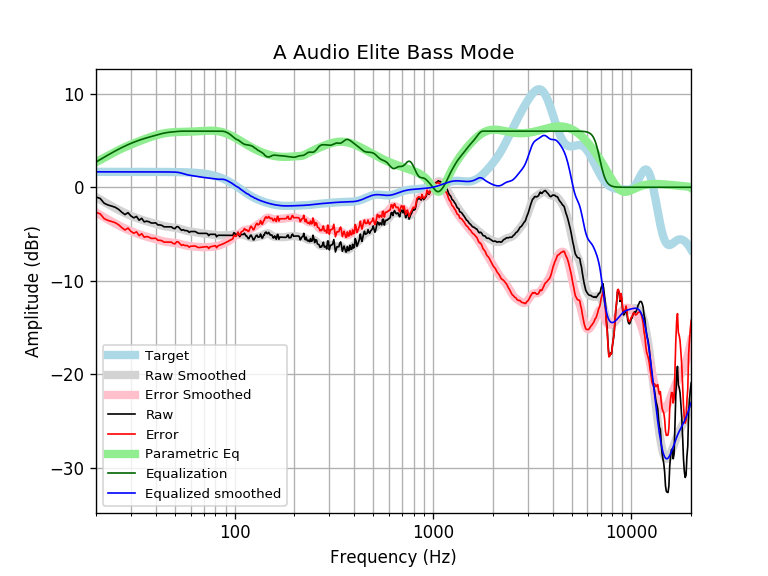 A Audio Elite Bass Mode
10
0
−10
−20
−30
Amplitude (dBr)
Target
Raw Smoothed
Error Smoothed
Raw
Error
Parametric Eq
Equalization
Equalized smoothed
100
1000
10000
Frequency (Hz)